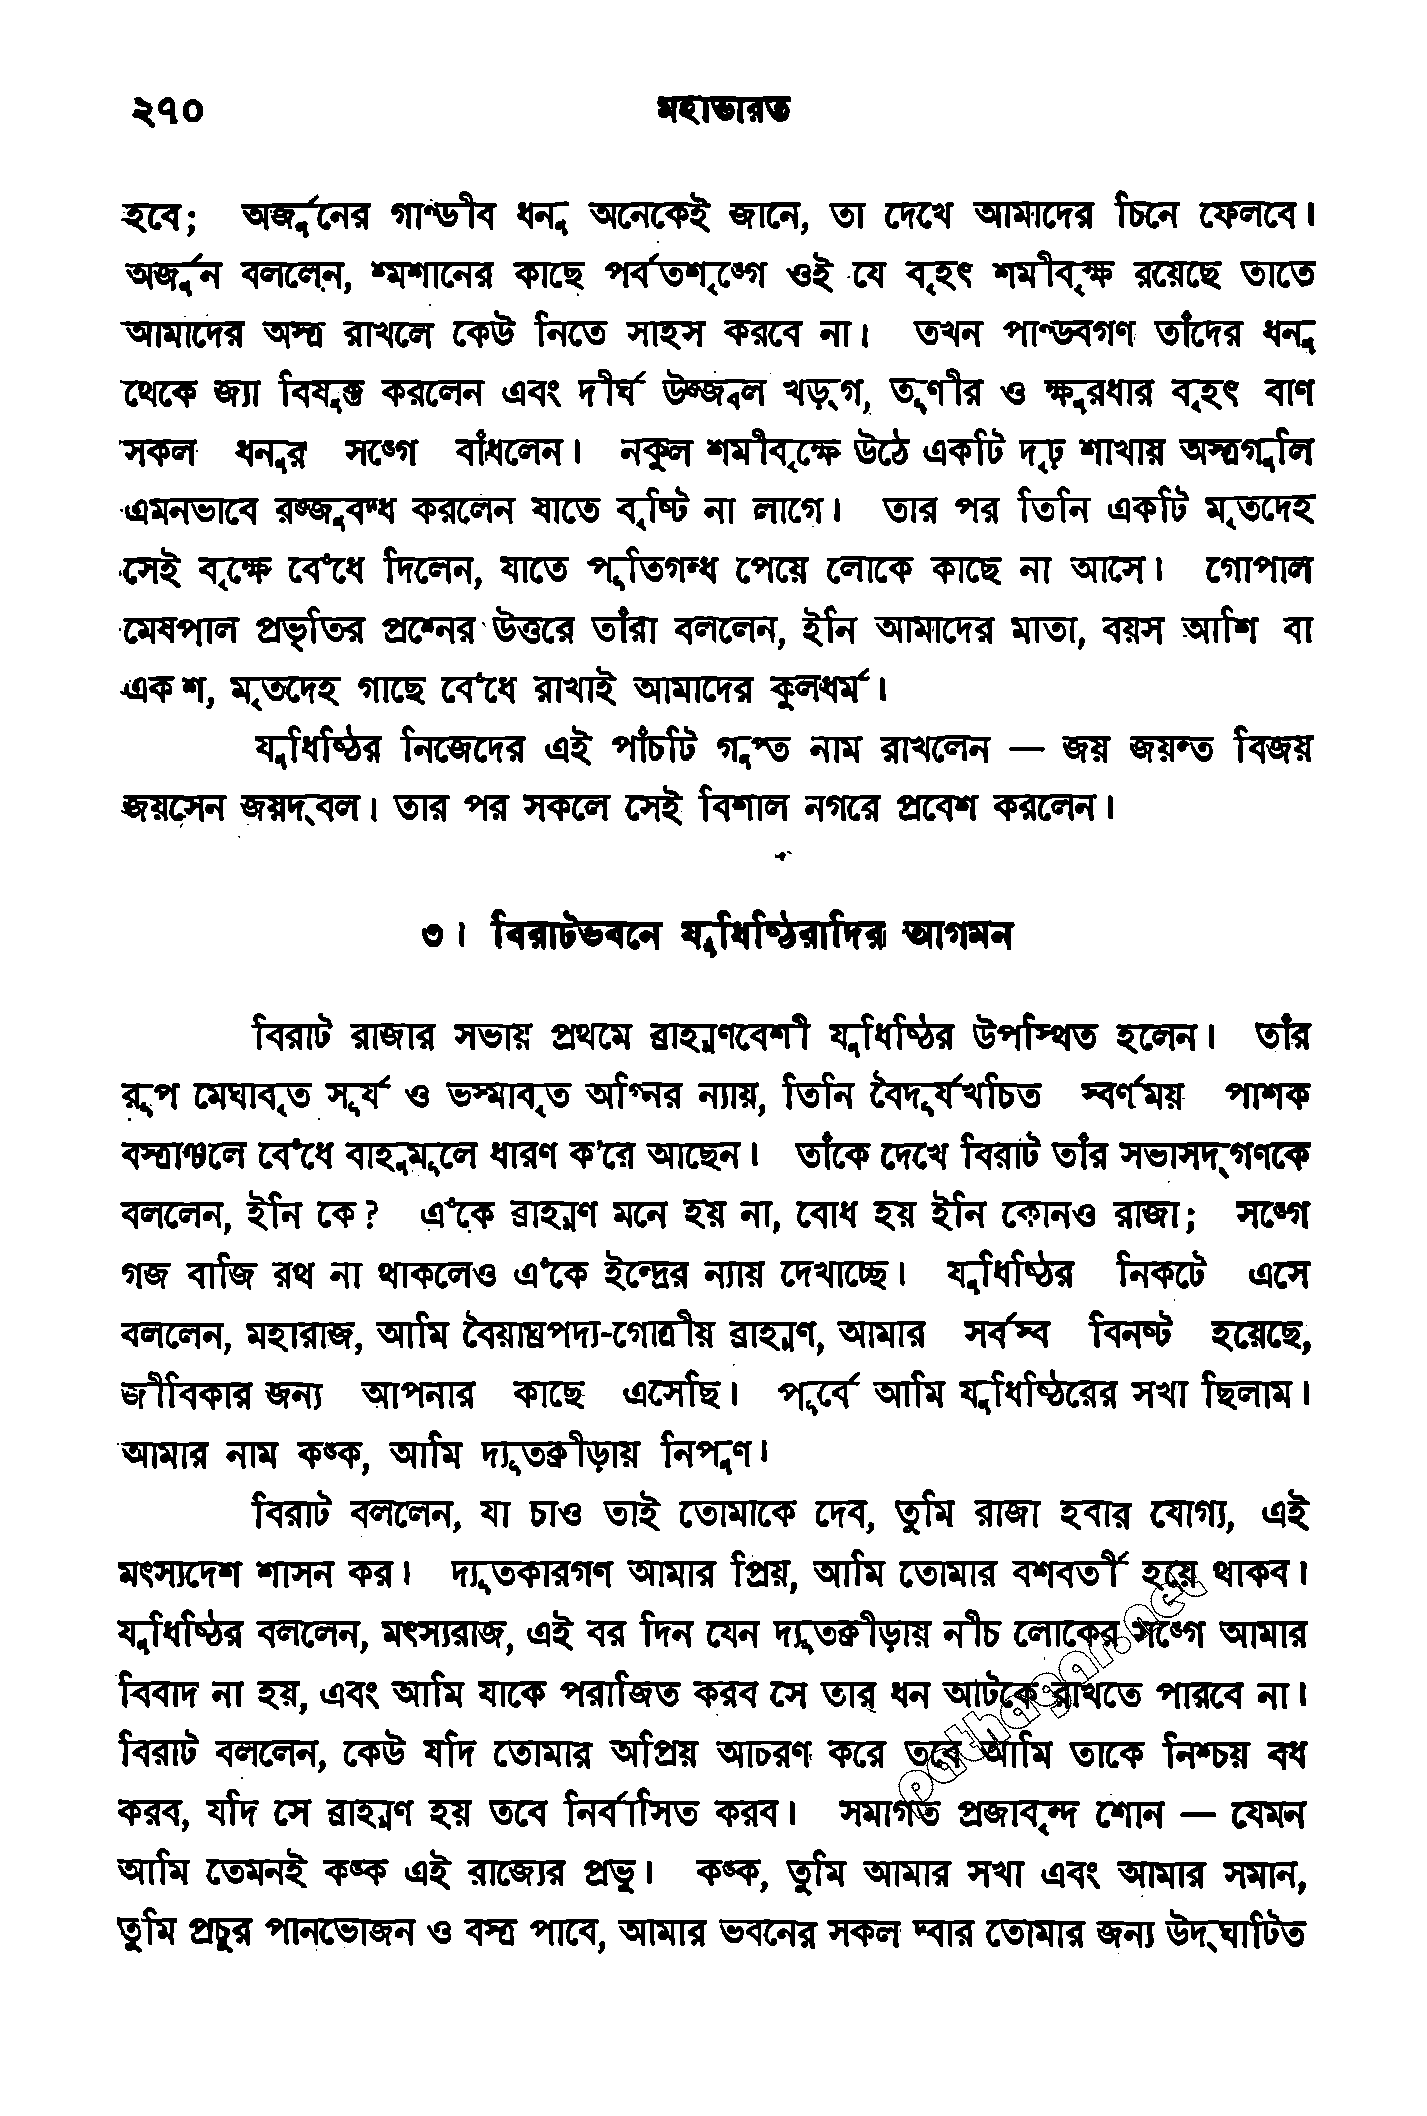 ২৭০ মহাভারত
হবে; অর্জুনের গাণ্ডীব ধনু অনেকেই জানে, তা দেখে আমাদের চিনে ফেলবে।
অর্জুন বললেন, শ্মশানের কাছে পর্বতশৃঙ্গে ওই যে বৃহৎ শমীবৃক্ষ রয়েছে তাতে
আমাদের অস্ত্র রাখলে কেউ নিতে সাহস করবে না। তখন পাণ্ডবগণ তাঁদের ধনু
থেকে জ্যা বিযুক্ত করলেন এবং দীর্ঘ উজ্জ্বল খড়্‌গ, তূণীর ও ক্ষুরধার বৃহৎ বাণ
সকল ধনুর সঙ্গে বাঁধলেন। নকুল শমীবৃক্ষে উঠে একটি দৃঢ় শাখায় অস্ত্রগুলি
এমনভাবে রজ্জুবদ্ধ করলেন যাতে বৃষ্টি না লাগে। তার পর তিনি একটি মৃতদেহ
সেই বৃক্ষে বেঁধে দিলেন, যাতে পূতিগন্ধ পেয়ে লোকে কাছে না আসে। গোপাল
মেষপাল প্রভৃতির প্রশ্নের উত্তরে তাঁরা বললেন, ইনি আমাদের মাতা, বয়স আশি বা
এক শ, মৃতদেহ গাছে বেঁধে রাখাই আমাদের কুলধর্ম।
যুধিষ্ঠির নিজেদের এই পাঁচটি গুপ্ত নাম রাখলেন — জয় জয়ন্ত বিজয়
জয়সেন জয়দ্‌বল। তার পর সকলে সেই বিশাল নগরে প্রবেশ করলেন।
৩। বিরাটভবনে যুধিষ্ঠিরাদির আগমন
বিরাট রাজার সভায় প্রথমে ব্রাহ্মণবেশী যুধিষ্ঠির উপস্থিত হলেন। তাঁর
রূপ মেঘাবৃত সূর্য ও ভস্মাবৃত অগ্নির ন্যায়, তিনি বৈদূর্যখচিত স্বর্ণময় পাশক
বস্ত্রাঞ্চলে বেঁধে বাহুমূলে ধারণ ক'রে আছেন। তাঁকে দেখে বিরাট তাঁর সভাসদ্‌গণকে
বললেন, ইনি কে? এঁকে ব্রাহ্মণ মনে হয় না, বোধ হয় ইনি কোনও রাজা; সঙ্গে
গজ বাজি রথ না থাকলেও এঁকে ইন্দ্রের ন্যায় দেখাচ্ছে। যুধিষ্ঠির নিকটে এসে
বললেন, মহারাজ, আমি বৈয়াঘ্রপদ্য-গোত্রীয় ব্রাহ্মণ, আমার সর্বস্ব বিনষ্ট হয়েছে,
জীবিকার জন্য আপনার কাছে এসেছি। পূর্বে আমি যুধিষ্ঠিরের সখা ছিলাম।
আমার নাম কঙ্ক, আমি দ্যূতক্রীড়ায় নিপুণ।
বিরাট বললেন, যা চাও তাই তোমাকে দেব, তুমি রাজা হবার যোগ্য, এই
মৎস্যদেশ শাসন কর। দ্যূতকারগণ আমার প্রিয়, আমি তোমার বশবর্তী হয়ে থাকব।
যুধিষ্ঠির বললেন, মৎস্যরাজ, এই বর দিন যেন দ্যূতক্রীড়ায় নীচ লোকের সঙ্গে আমার
বিবাদ না হয়, এবং আমি যাকে পরাজিত করব সে তার ধন আটকে রাখতে পারবে না।
বিরাট বললেন, কেউ যদি তোমার অপ্রিয় আচরণ করে তবে আমি তাকে নিশ্চয় বধ
করব, যদি সে ব্রাহ্মণ হয় তবে নির্বাসিত করব। সমাগত প্রজাবৃন্দ শোন — যেমন
আমি তেমনই কঙ্ক এই রাজ্যের প্রভু। কঙ্ক, তুমি আমার সখা এবং আমার সমান,
তুমি প্রচুর পানভোজন ও বস্ত্র পাবে, আমার ভবনের সকল দ্বার তোমার জন্য উদ্‌ঘাটিত
pathagar.net